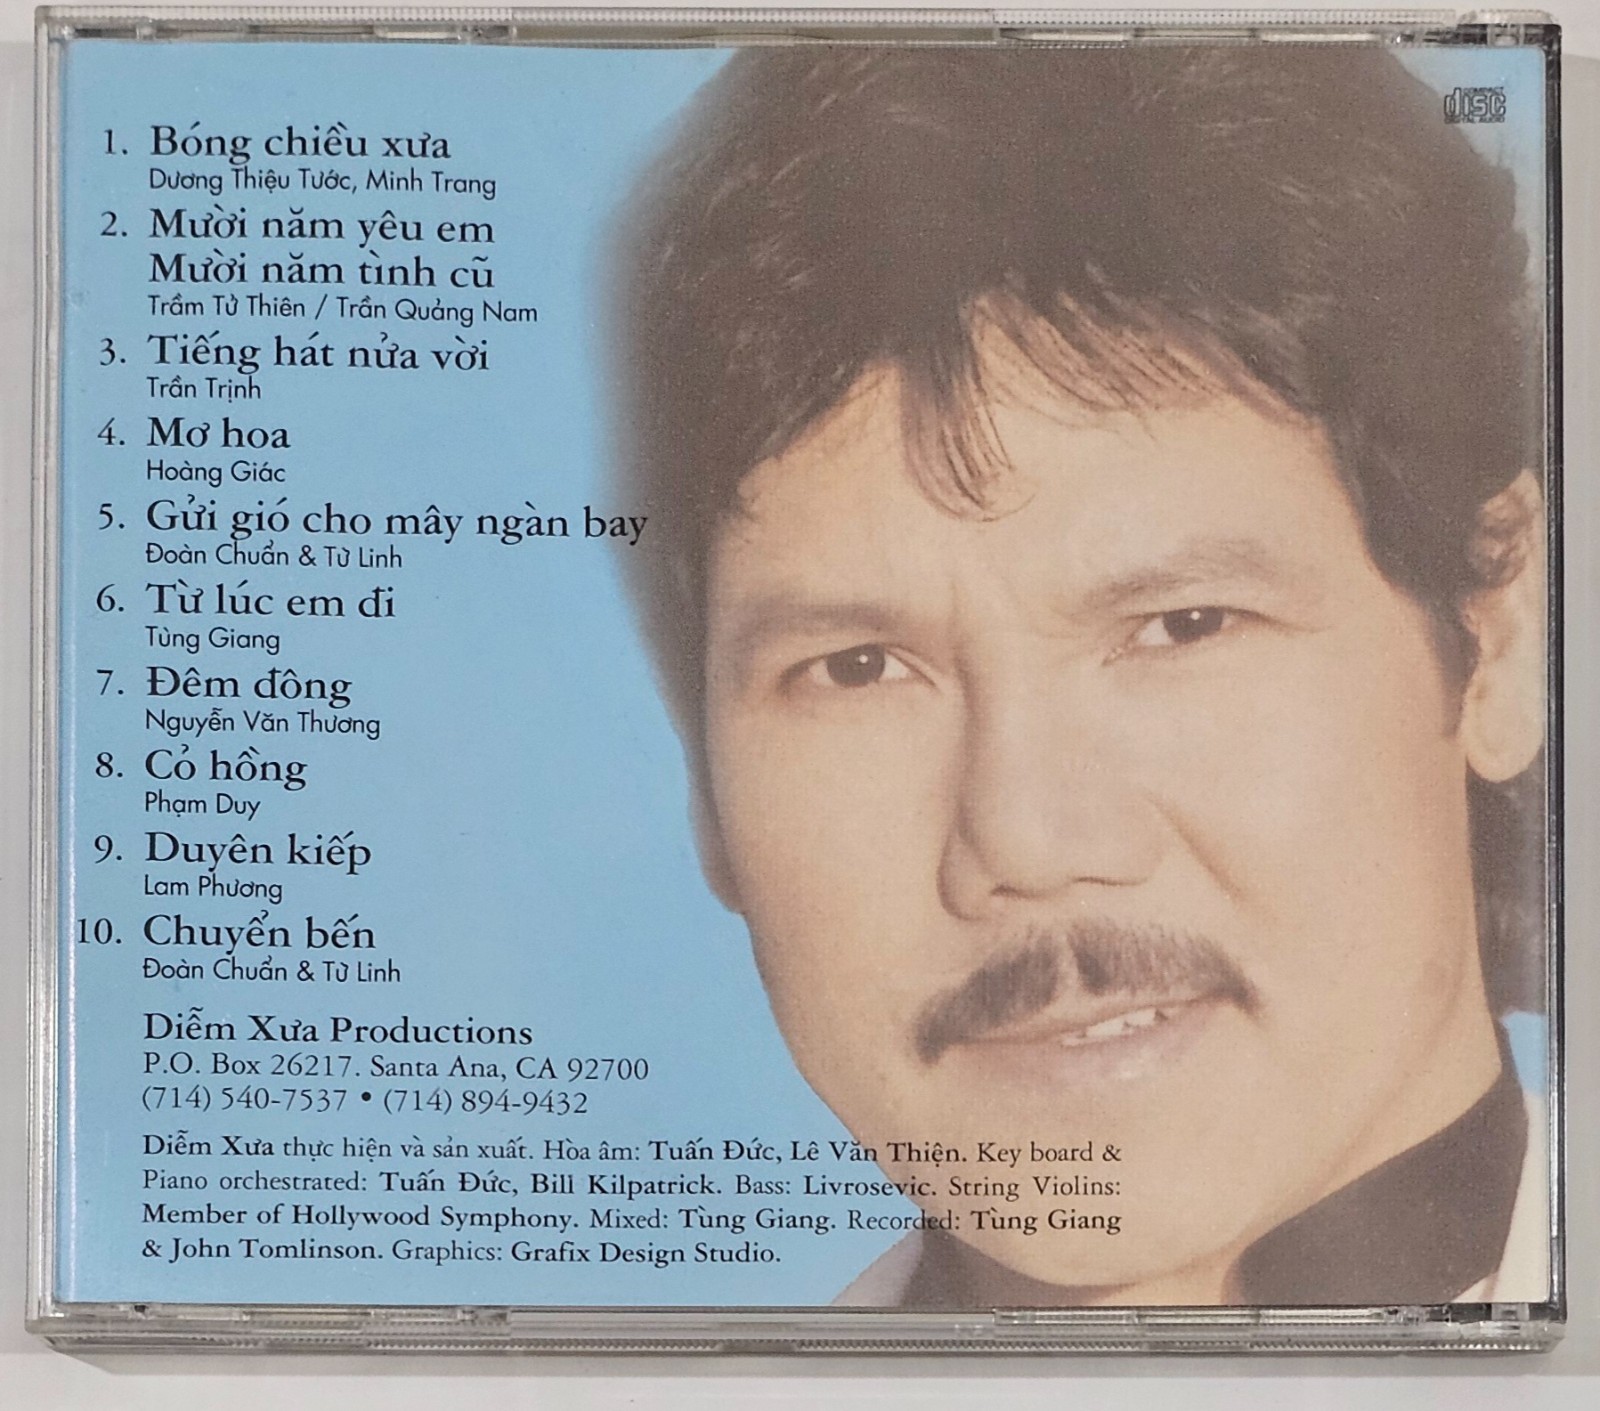 COMPACT
disc
DIGITAL AUDIO
1. Bóng chiều xưa
Dương Thiệu Tước, Minh Trang
2. Mười năm yêu em
Mười năm tình cũ
Trầm Tử Thiên / Trần Quảng Nam
3. Tiếng hát nửa vời
Trần Trịnh
4. Mơ hoa
Hoàng Giác
5. Gửi gió cho mây ngàn bay
Đoàn Chuẩn & Từ Linh
6. Từ lúc em đi
Tùng Giang
7. Đêm đông
Nguyễn Văn Thương
8. Cỏ hồng
Phạm Duy
9. Duyên kiếp
Lam Phương
10. Chuyển bến
Đoàn Chuẩn & Từ Linh
Diễm Xưa Productions
P.O. Box 26217. Santa Ana, CA 92700
(714) 540-7537 • (714) 894-9432
Diễm Xưa thực hiện và sản xuất. Hòa âm: Tuấn Đức, Lê Văn Thiện. Key board &
Piano orchestrated: Tuấn Đức, Bill Kilpatrick. Bass: Livrosevic. String Violins:
Member of Hollywood Symphony. Mixed: Tùng Giang. Recorded: Tùng Giang
& John Tomlinson. Graphics: Grafix Design Studio.